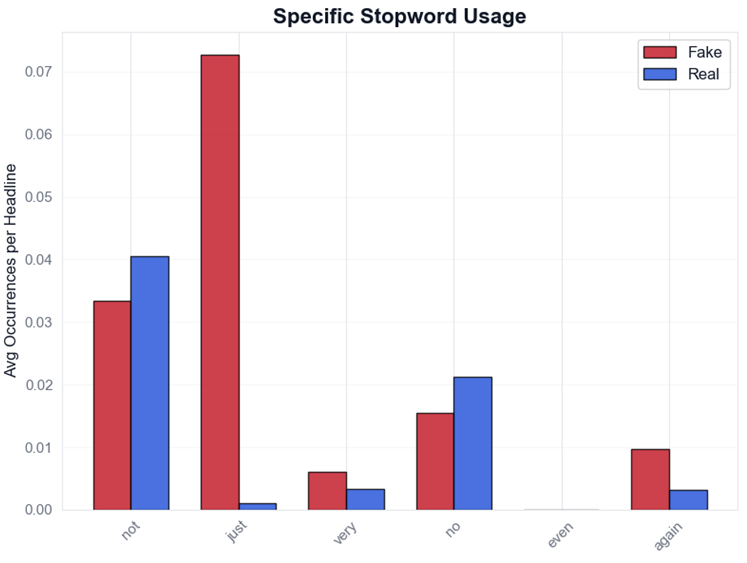 Specific Stopword Usage
Fake
Real
Avg Occurrences per Headline
0.07
0.06
0.05
0.04
0.03
0.02
0.01
0.00
not
just
very
no
even
again